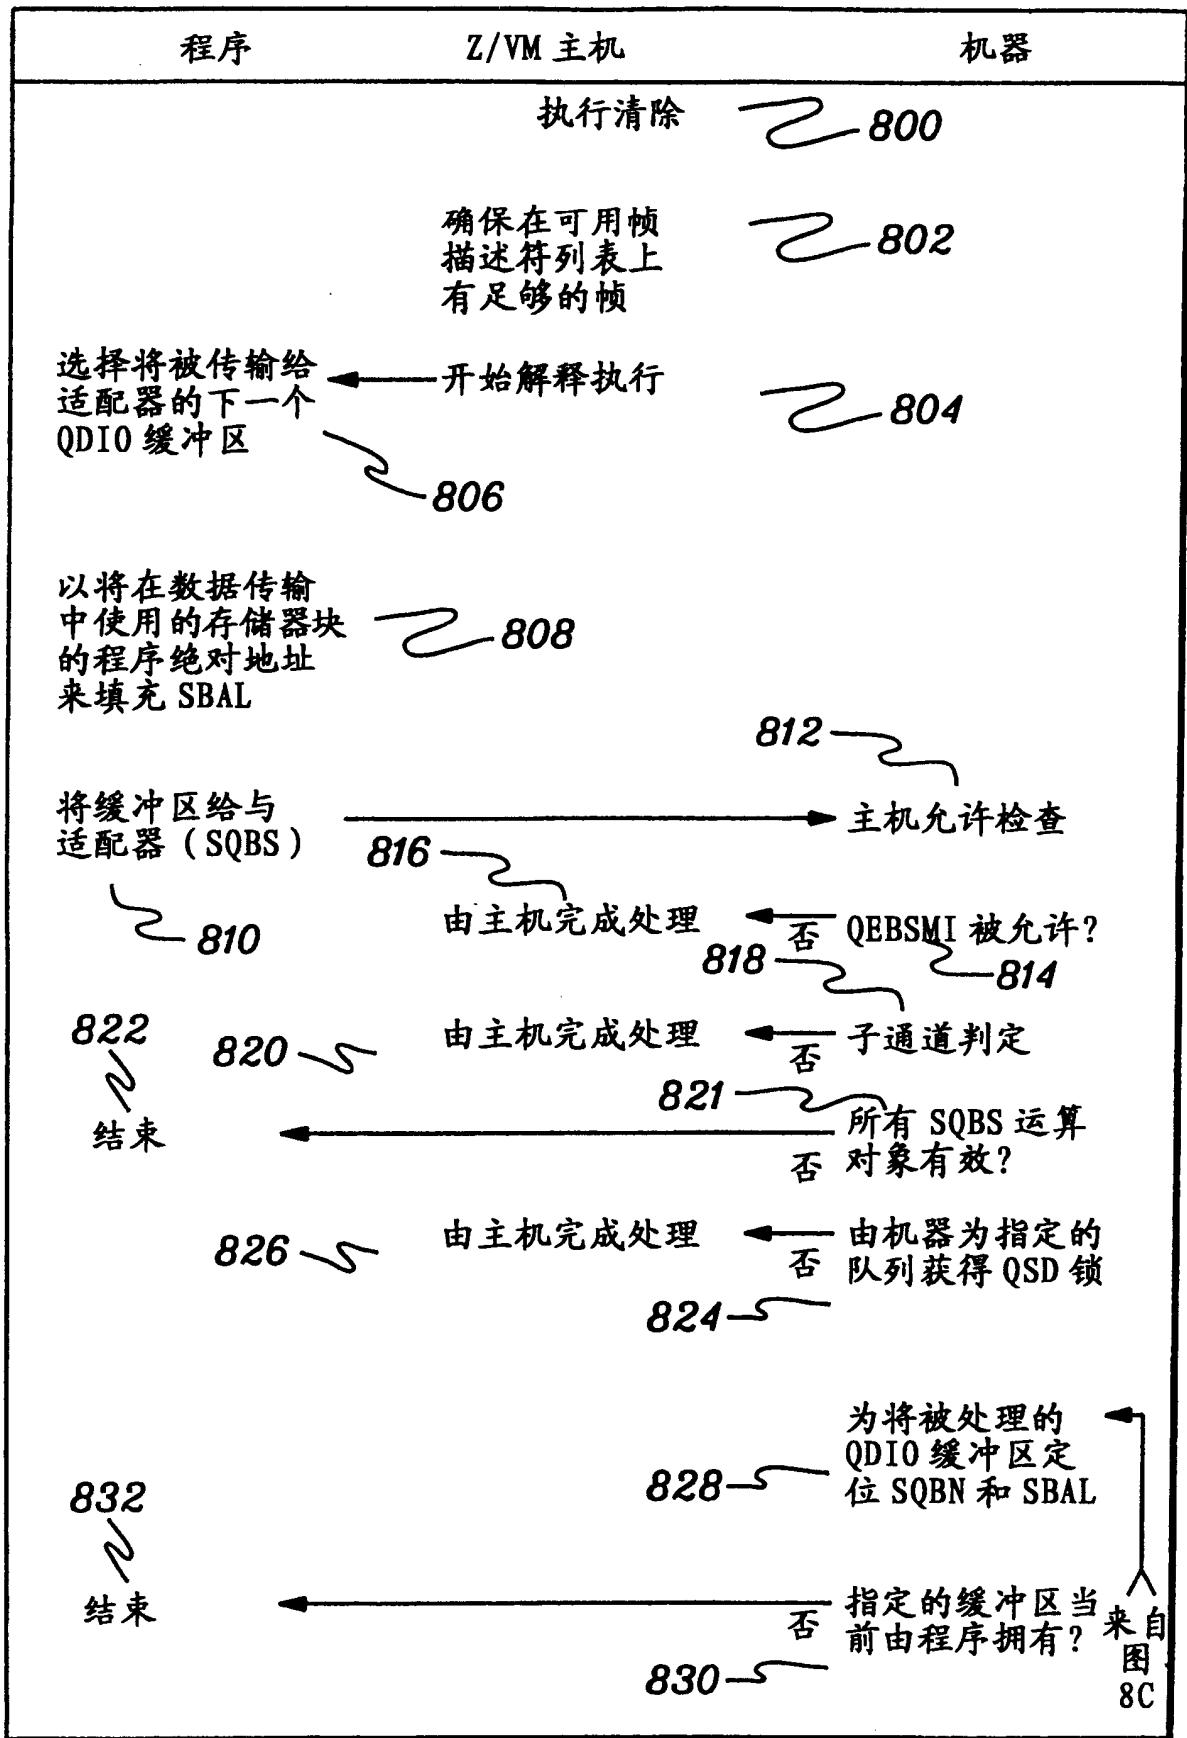 程序 Z/VM 主机 机器
执行清除 800
确保在可用帧 802
描述符列表上
有足够的帧
选择将被传输给
适配器的下一个
QDIO 缓冲区
开始解释执行 804
806
以将在数据传输
中使用的存储器块
的程序绝对地址
来填充 SBAL
808
812
将缓冲区给与
适配器（SQBS）
主机允许检查
816
810
由主机完成处理 否 QEBSMI 被允许？
818 814
822
820
由主机完成处理 否 子通道判定
821
结束
否
所有 SQBS 运算
对象有效？
826
由主机完成处理 否
由机器为指定的
队列获得 QSD 锁
824
为将被处理的
QDIO 缓冲区定
位 SQBN 和 SBAL
828
832
结束
否
指定的缓冲区当
前由程序拥有？
830
来自
图
8C